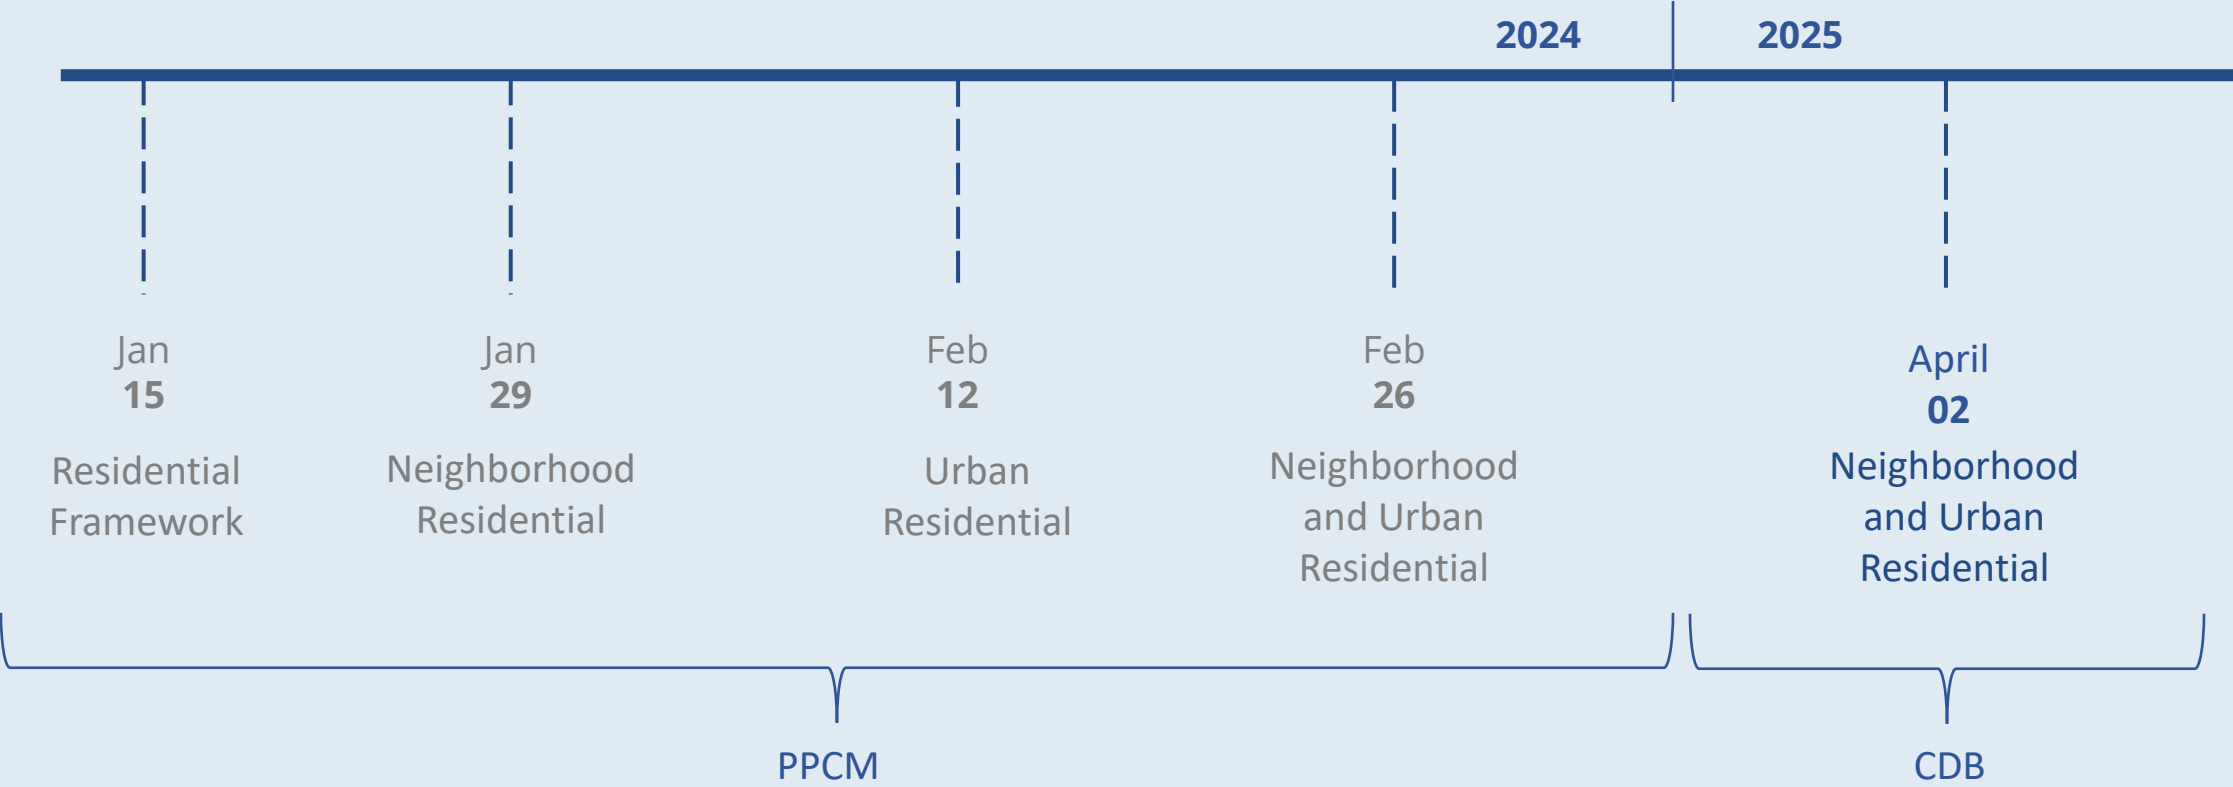 2024
2025
Jan
15
Residential
Framework
Jan
29
Neighborhood
Residential
Feb
12
Urban
Residential
Feb
26
Neighborhood
and Urban
Residential
April
02
Neighborhood
and Urban
Residential
PPCM
CDB